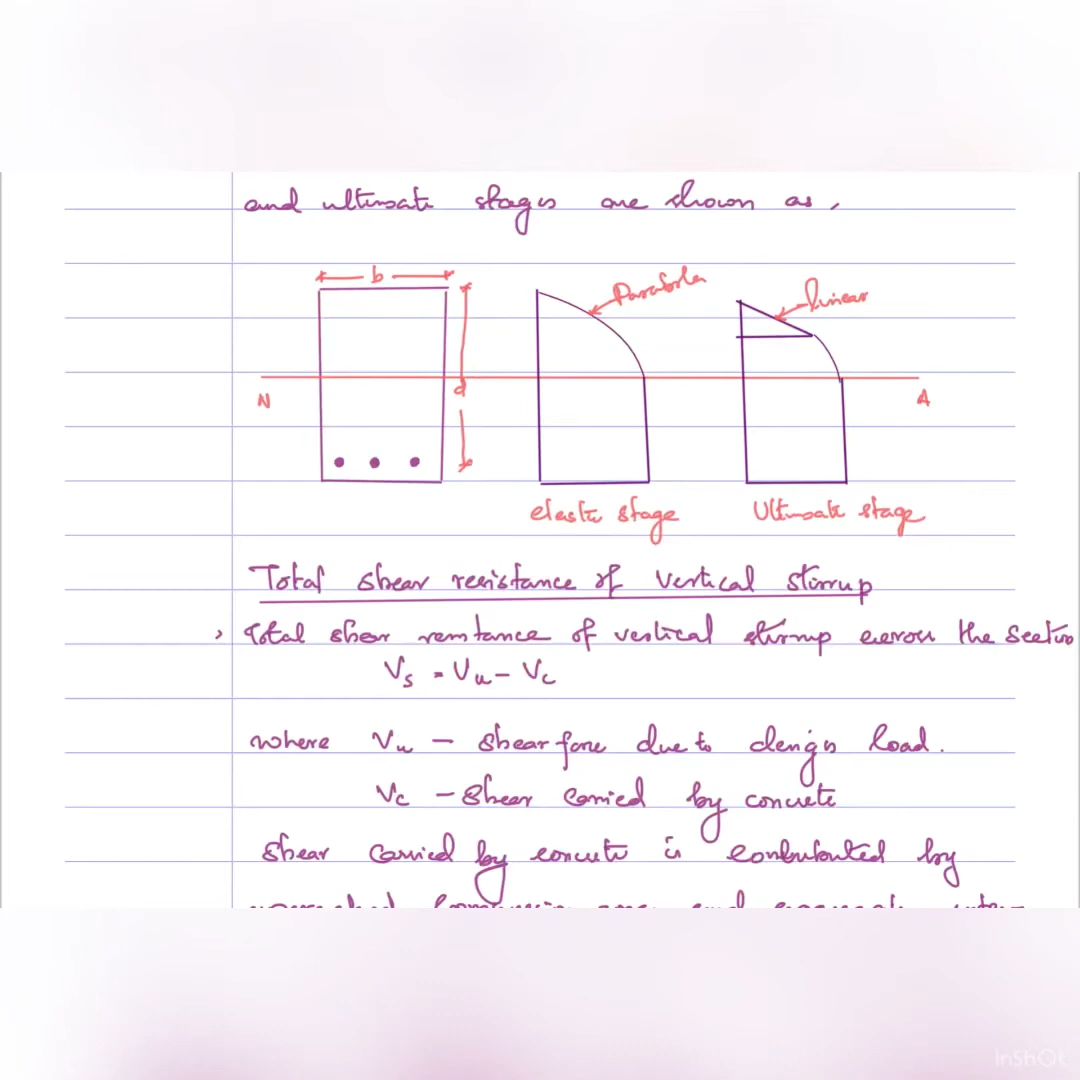 and ultimate stages are shown as,
b
Parabola
linear
d
N
A
elastic stage
Ultimate stage
Total shear resistance of vertical stirrup
, Total shear resistance of vertical stirrup across the section
Vs = Vu - Vc
where Vu - shear force due to design load.
Vc - Shear carried by concrete
shear carried by concrete is contributed by
InShOt